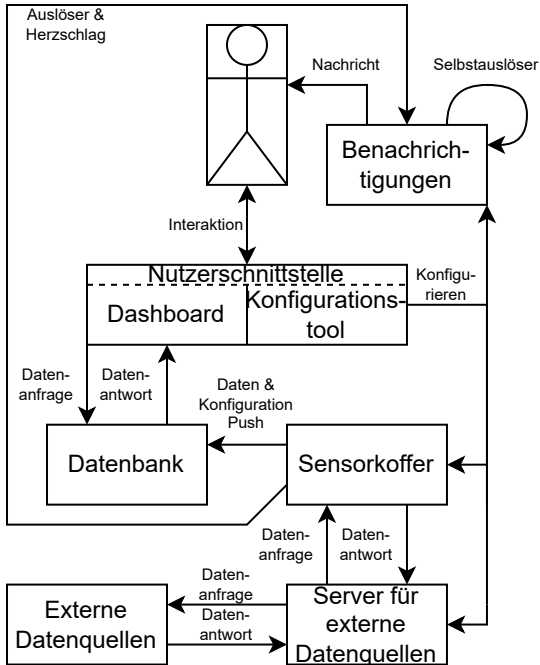 Auslöser &
Herzschlag
Nachricht
Selbstauslöser
Benachrich-
tigungen
Interaktion
Nutzerschnittstelle
Dashboard
Konfigurations-
tool
Konfigu-
rieren
Daten-
anfrage
Daten-
antwort
Daten &
Konfiguration
Push
Datenbank
Sensorkoffer
Daten-
anfrage
Daten-
antwort
Daten-
anfrage
Daten-
antwort
Externe
Datenquellen
Server für
externe
Datenquellen